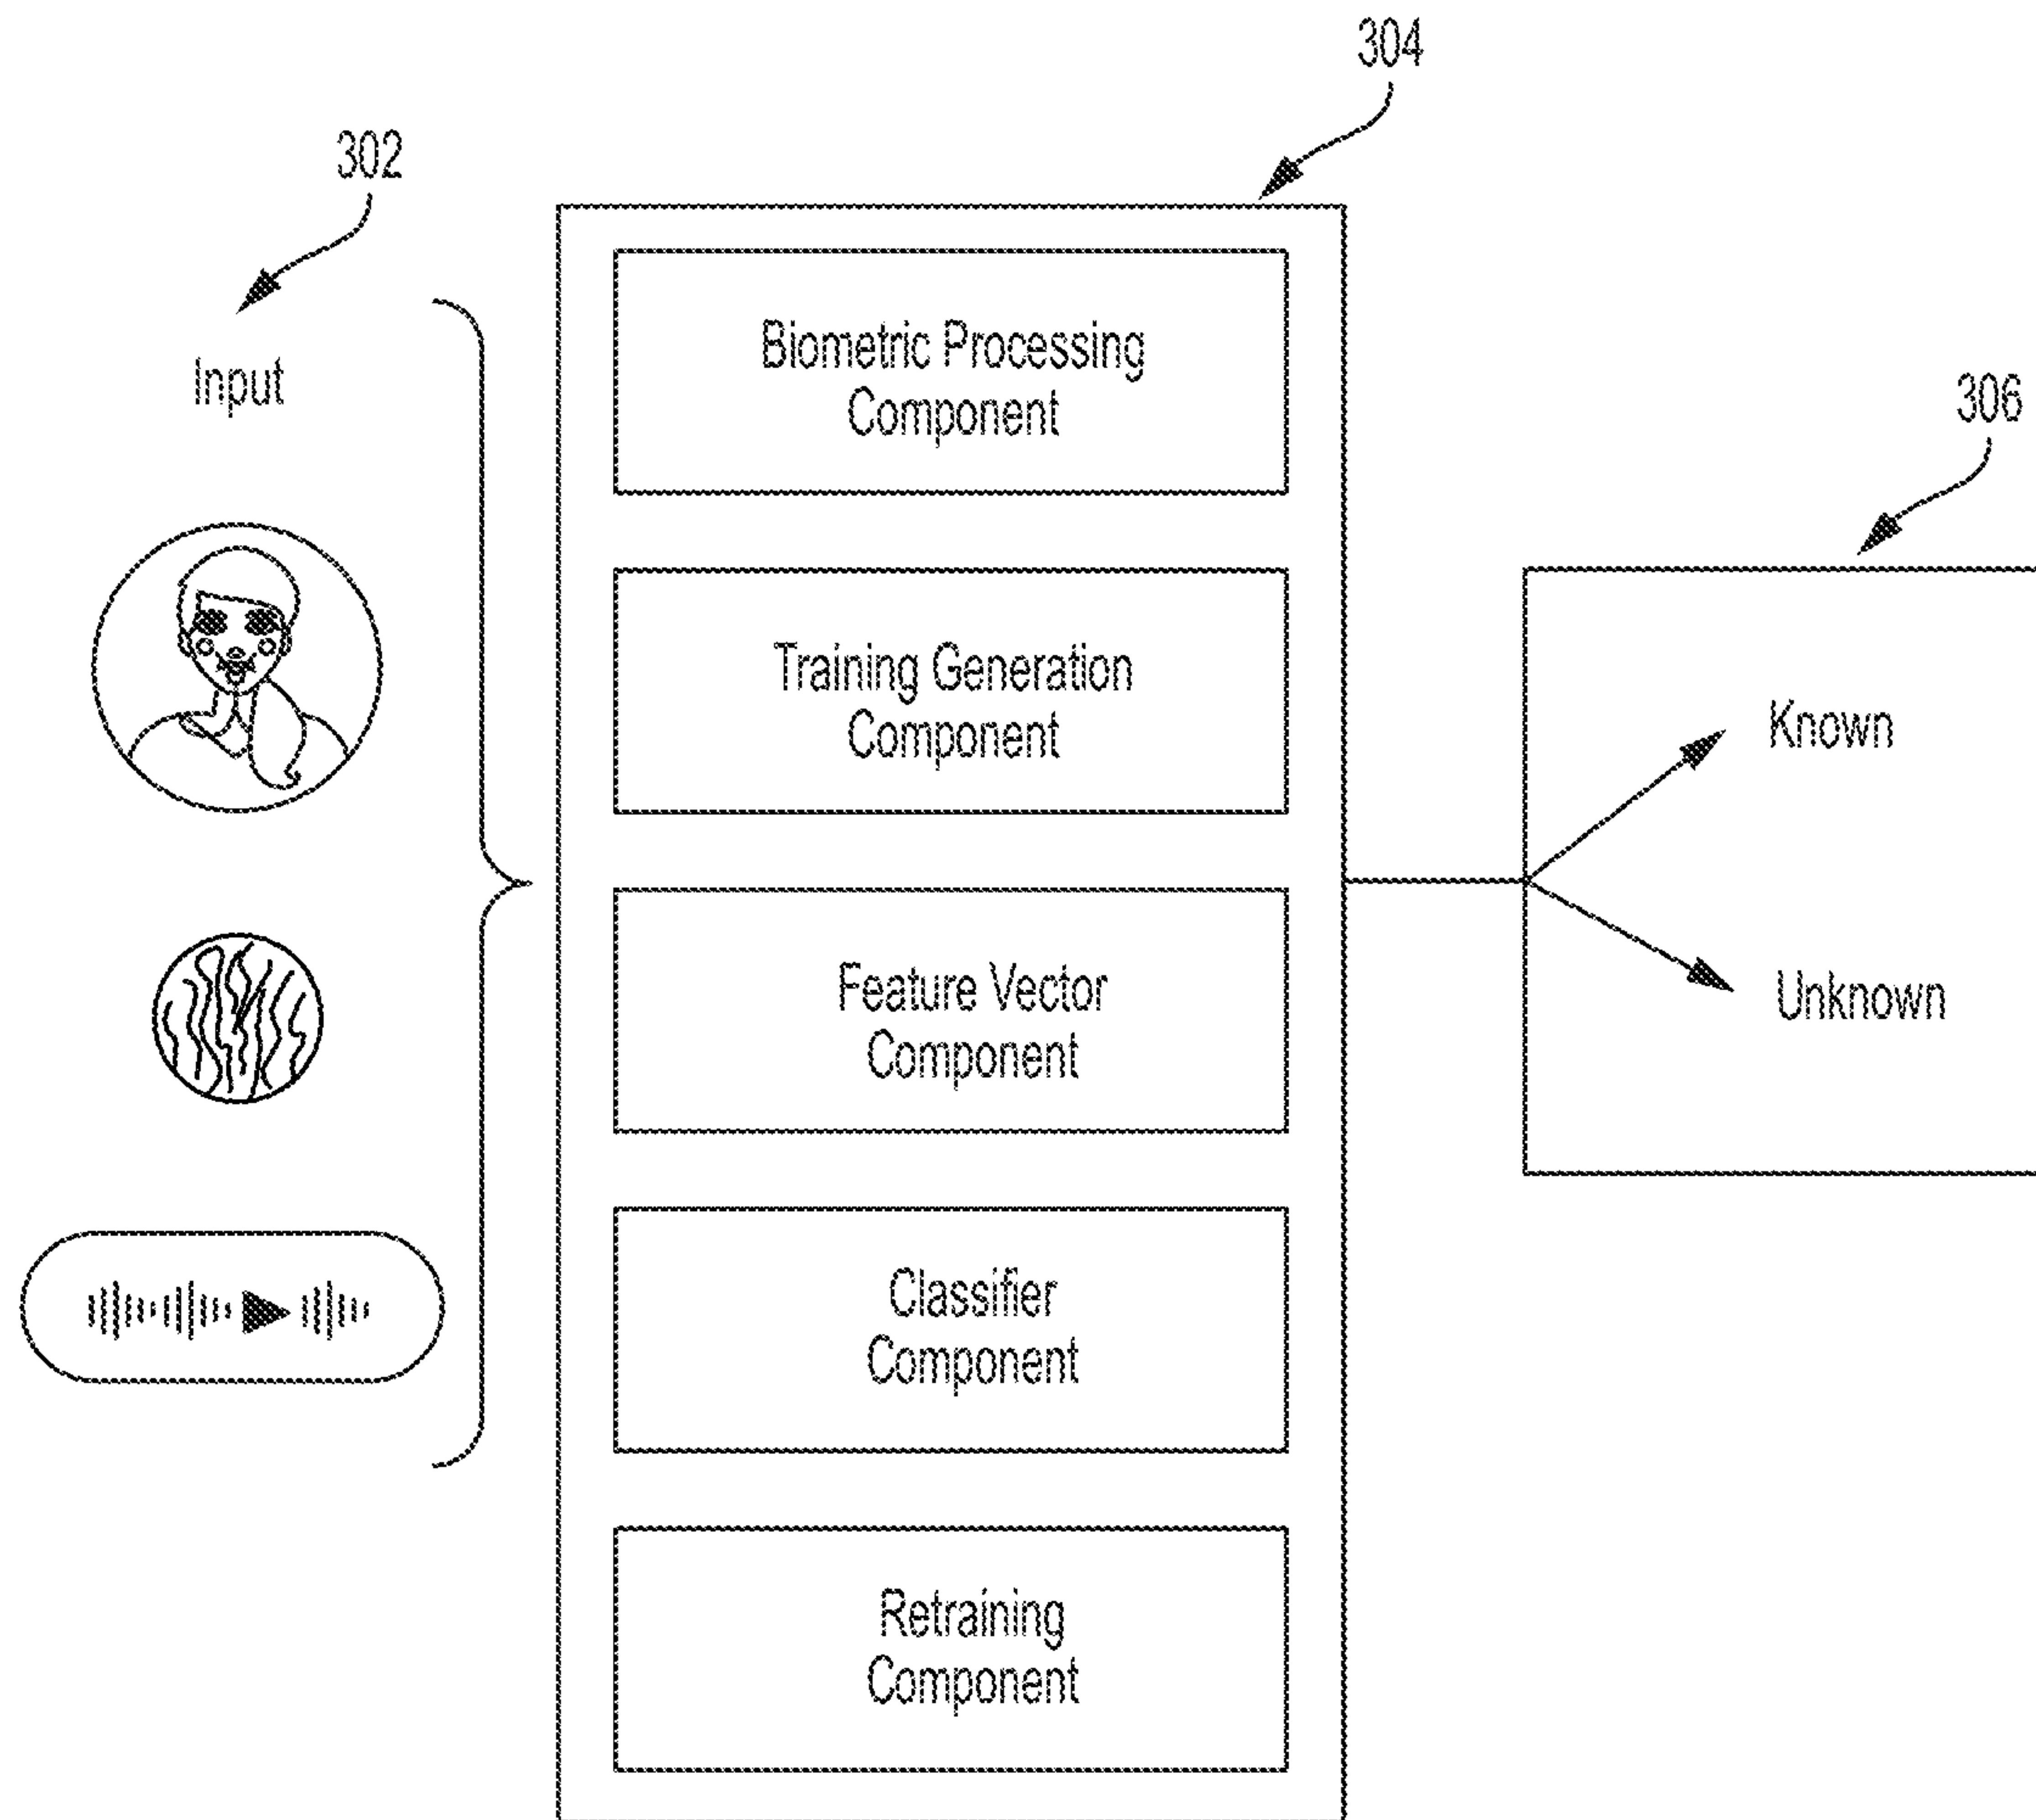 304
302
Input
Biometric Processing
Component
306
Training Generation
Component
Known
Feature Vector
Component
Unknown
Classifier
Component
Retraining
Component